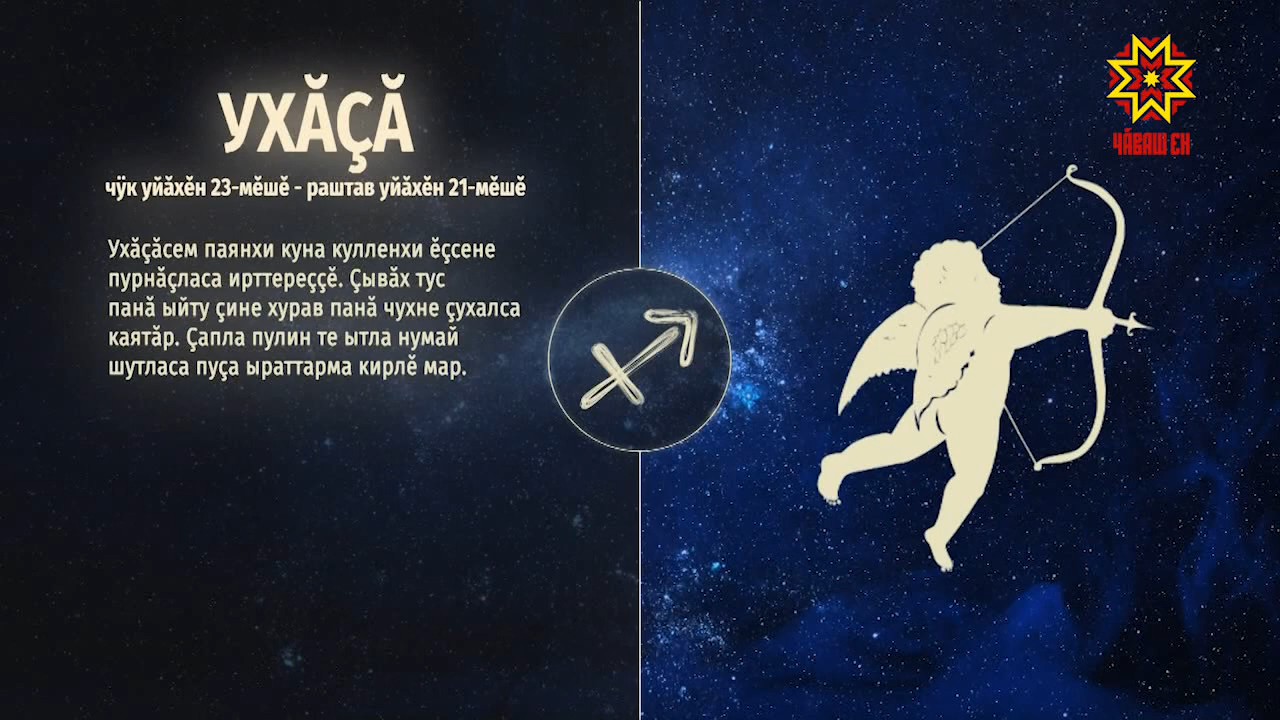 УХĂÇĂ
чӳк уйăхĕн 23-мĕшĕ - раштав уйăхĕн 21-мĕшĕ
Ухăçăсем паянхи куна кулленхи ĕçсене
пурнăçласа ирттереççĕ. Çывăх тус
панă ыйту çине хурав панă чухне çухалса
каятăр. Çапла пулин те ытла нумай
шутласа пуçа ыраттарма кирлĕ мар.
ЧĂВАШ ЕН